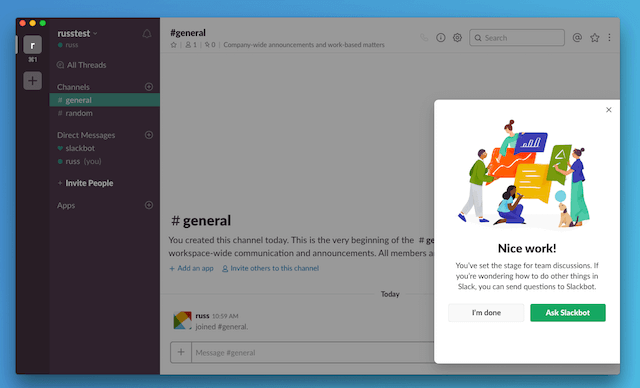 r
⌘1
+
russtest
russ
All Threads
Channels
# general
# random
Direct Messages
slackbot
russ (you)
+ Invite People
Apps
#general
1
0
Company-wide announcements and work-based matters
Search
#general
You created this channel today. This is the very beginning of the # ge
workspace-wide communication and announcements. All members a
+ Add an app
Invite others to this channel
Today
russ 10:59 AM
joined #general.
+ Message #general
Nice work!
You've set the stage for team discussions. If
you're wondering how to do other things in
Slack, you can send questions to Slackbot.
I'm done
Ask Slackbot